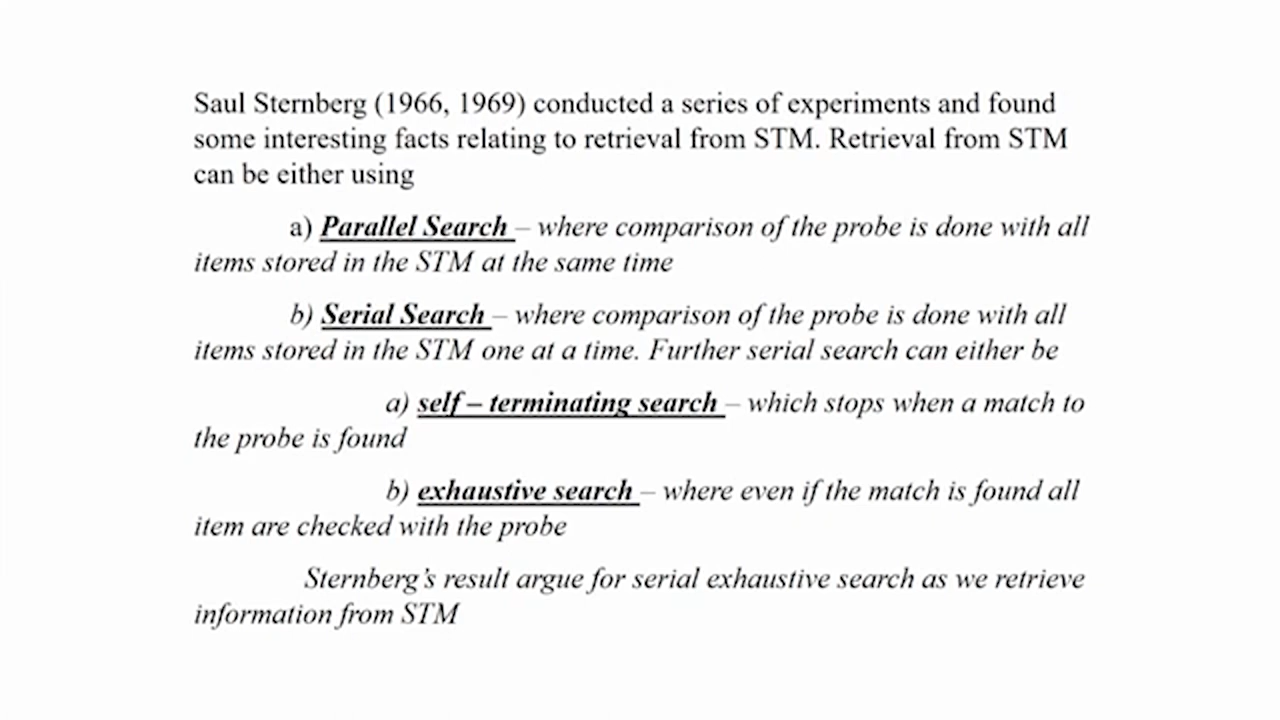 Saul Sternberg (1966, 1969) conducted a series of experiments and found
some interesting facts relating to retrieval from STM. Retrieval from STM
can be either using
a) Parallel Search – where comparison of the probe is done with all
items stored in the STM at the same time
b) Serial Search – where comparison of the probe is done with all
items stored in the STM one at a time. Further serial search can either be
a) self – terminating search – which stops when a match to
the probe is found
b) exhaustive search – where even if the match is found all
item are checked with the probe
Sternberg's result argue for serial exhaustive search as we retrieve
information from STM